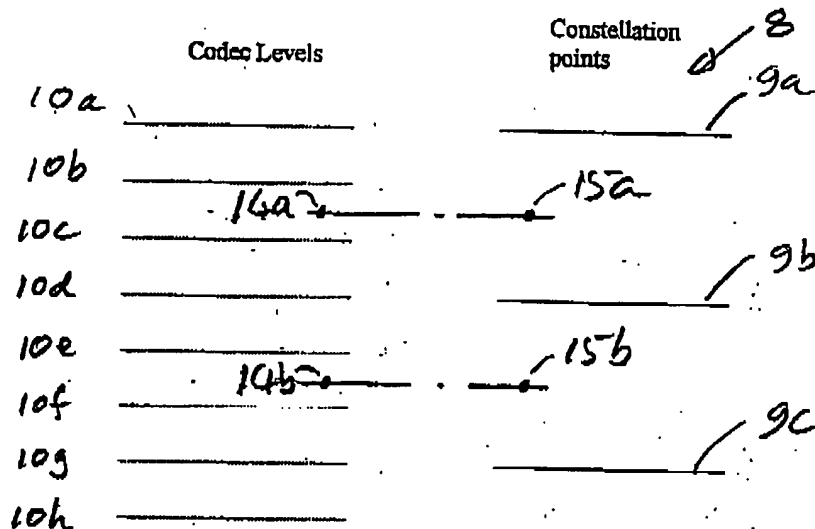 Codec Levels
Constellation
points
8
10a
9a
10b
14a
15a
10c
9b
10d
10e
14b
15b
10f
9c
10g
10h